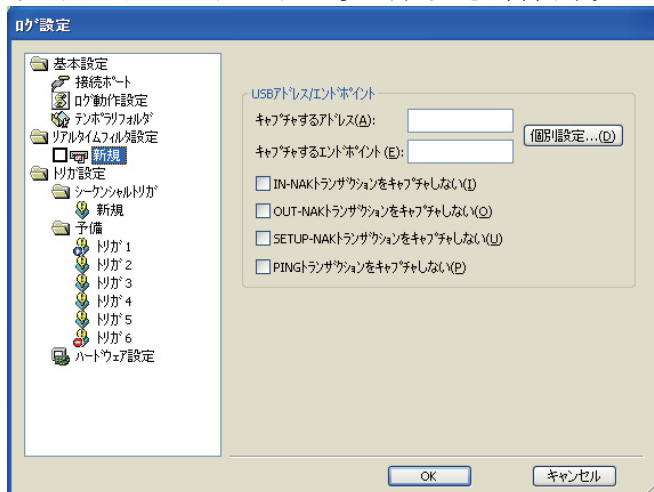 ﾛｸﾞ設定
基本設定
接続ﾎﾟｰﾄ
ﾛｸﾞ動作設定
ﾃﾝﾎﾟﾗﾘﾌｫﾙﾀﾞ
ﾘｱﾙﾀｲﾑﾌｨﾙﾀ設定
新規
ﾄﾘｶﾞ設定
ｼｰｹﾝｼｬﾙﾄﾘｶﾞ
新規
予備
ﾄﾘｶﾞ 1
ﾄﾘｶﾞ 2
ﾄﾘｶﾞ 3
ﾄﾘｶﾞ 4
ﾄﾘｶﾞ 5
ﾄﾘｶﾞ 6
ﾊｰﾄﾞｳｪｱ設定
USBｱﾄﾞﾚｽ/ｴﾝﾄﾞﾎﾟｲﾝﾄ
ｷｬﾌﾟﾁｬするｱﾄﾞﾚｽ(A):
ｷｬﾌﾟﾁｬするｴﾝﾄﾞﾎﾟｲﾝﾄ(E):
個別設定...(D)
IN-NAKﾄﾗﾝｻﾞｸｼｮﾝをｷｬﾌﾟﾁｬしない(I)
OUT-NAKﾄﾗﾝｻﾞｸｼｮﾝをｷｬﾌﾟﾁｬしない(O)
SETUP-NAKﾄﾗﾝｻﾞｸｼｮﾝをｷｬﾌﾟﾁｬしない(U)
PINGﾄﾗﾝｻﾞｸｼｮﾝをｷｬﾌﾟﾁｬしない(P)
OK
ｷｬﾝｾﾙ